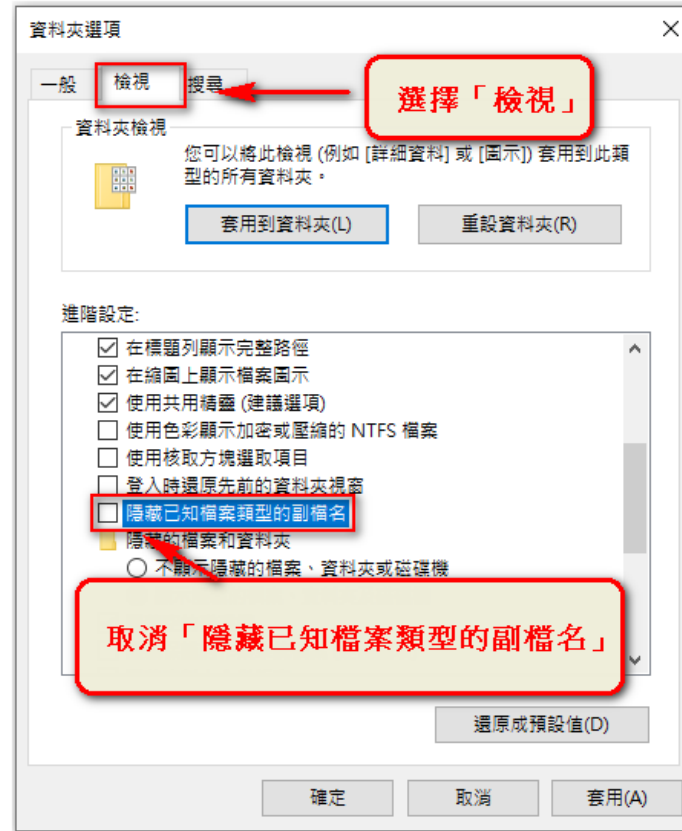 資料夾選項
一般
檢視
搜尋
選擇「檢視」
資料夾檢視
您可以將此檢視 (例如 [詳細資料] 或 [圖示]) 套用到此類
型的所有資料夾。
套用到資料夾(L)
重設資料夾(R)
進階設定:
在標題列顯示完整路徑
在縮圖上顯示檔案圖示
使用共用精靈 (建議選項)
使用色彩顯示加密或壓縮的 NTFS 檔案
使用核取方塊選取項目
登入時還原先前的資料夾視窗
隱藏已知檔案類型的副檔名
隱藏的檔案和資料夾
不顯示隱藏的檔案、資料夾或磁碟機
取消「隱藏已知檔案類型的副檔名」
還原成預設值(D)
確定
取消
套用(A)